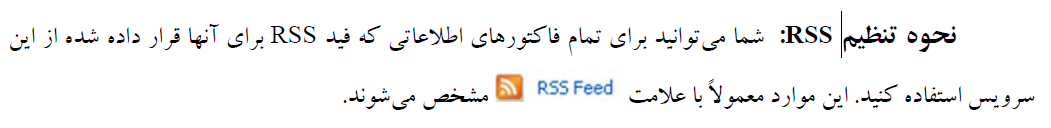 نحوه تنظیم RSS: شما می‌توانید برای تمام فاکتورهای اطلاعاتی که فید RSS برای آنها قرار داده شده از این
سرویس استفاده کنید. این موارد معمولاً با علامت RSS Feed مشخص می‌شوند.